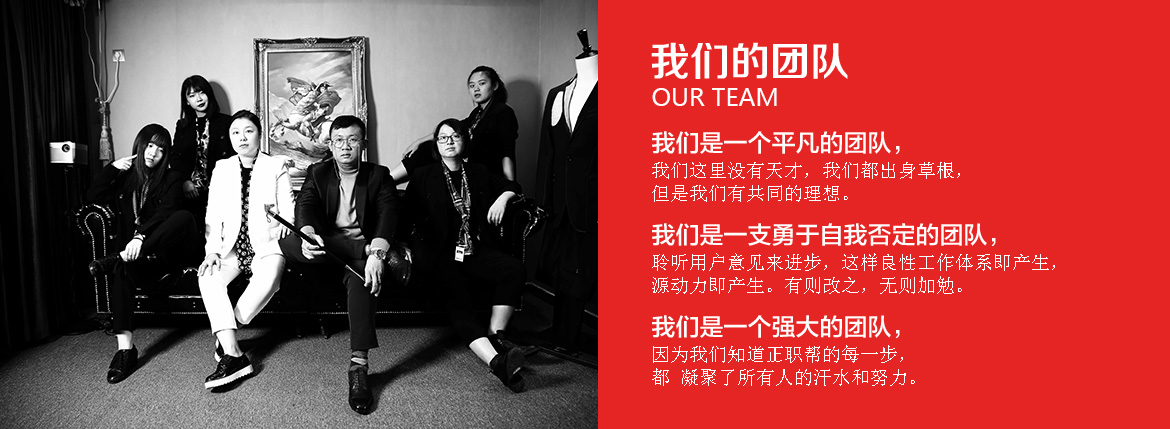 我们的团队
OUR TEAM
我们是一个平凡的团队，
我们这里没有天才，我们都出身草根，
但是我们有共同的理想。
我们是一支勇于自我否定的团队，
聆听用户意见来进步，这样良性工作体系即产生，
源动力即产生。有则改之，无则加勉。
我们是一个强大的团队，
因为我们知道正职帮的每一步，
都 凝聚了所有人的汗水和努力。